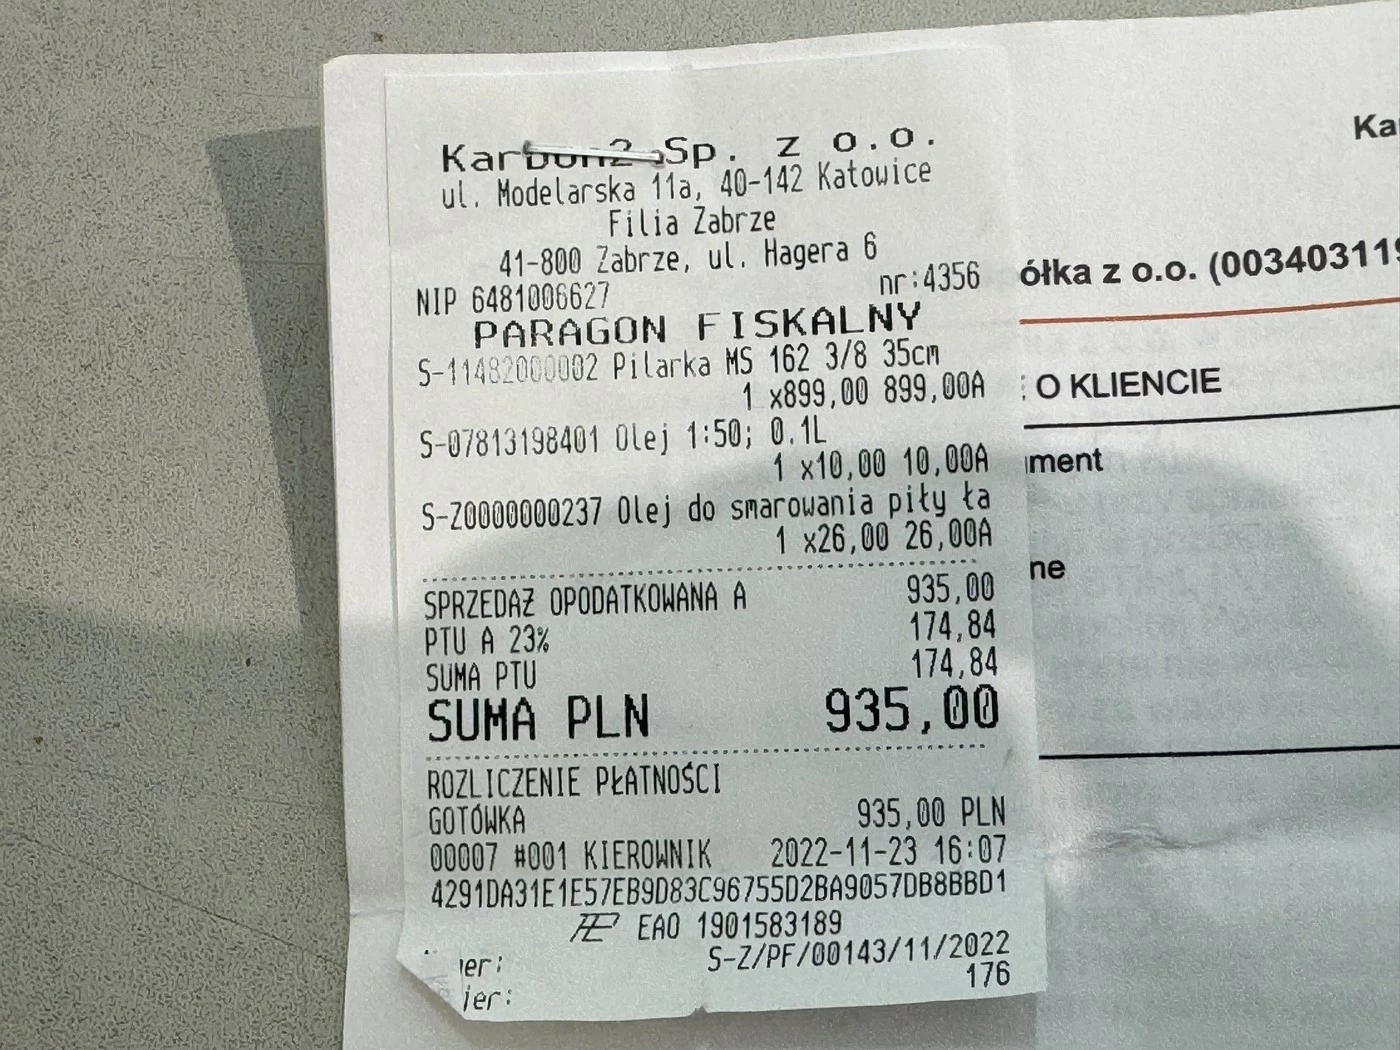 Karbon2 Sp. z o.o.
ul. Modelarska 11a, 40-142 Katowice
Filia Zabrze
41-800 Zabrze, ul. Hagera 6
NIP 6481006627 nr:4356
PARAGON FISKALNY
S-11482000002 Pilarka MS 162 3/8 35cm
1 x899,00 899,00A
S-07813198401 Olej 1:50; 0.1L
1 x10,00 10,00A
S-Z0000000237 Olej do smarowania piły ła
1 x26,00 26,00A
SPRZEDAŻ OPODATKOWANA A 935,00
PTU A 23% 174,84
SUMA PTU 174,84
SUMA PLN 935,00
ROZLICZENIE PŁATNOŚCI
GOTÓWKA 935,00 PLN
00007 #001 KIEROWNIK 2022-11-23 16:07
4291DA31E1E57EB9D83C96755D2BA9057DB8BBD1
EAO 1901583189
S-Z/PF/00143/11/2022
176
Ka
ółka z o.o. (003403119
O KLIENCIE
ment
ne